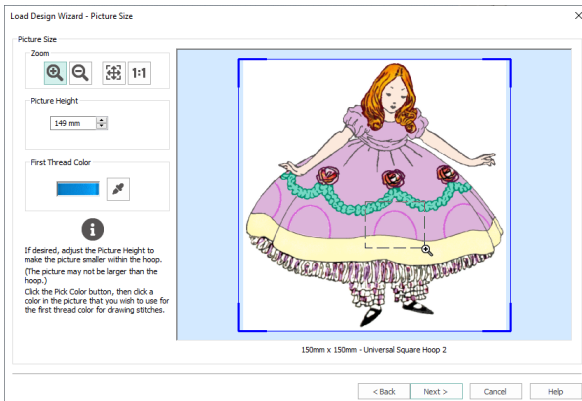 Load Design Wizard - Picture Size
Picture Size
Zoom
1:1
Picture Height
149 mm
First Thread Color
If desired, adjust the Picture Height to
make the picture smaller within the hoop.
(The picture may not be larger than the
hoop.)
Click the Pick Color button, then click a
color in the picture that you wish to use for
the first thread color for drawing stitches.
150mm x 150mm - Universal Square Hoop 2
< Back
Next >
Cancel
Help